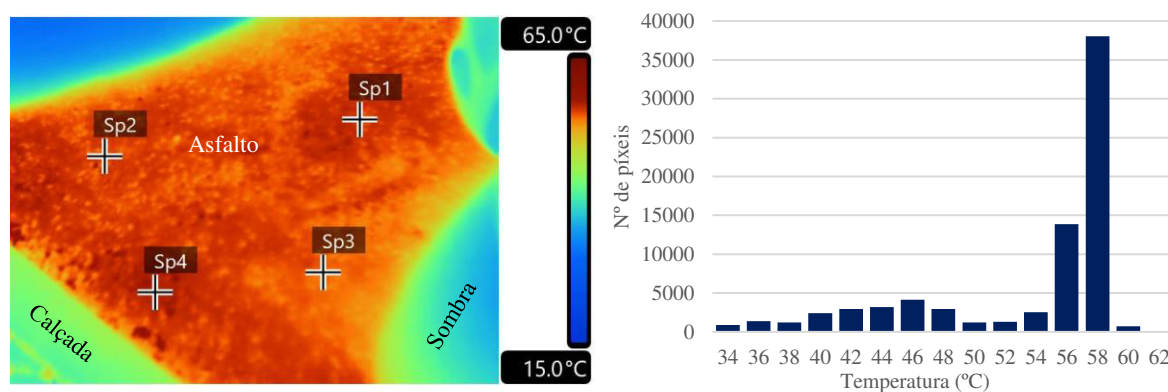 65.0°C
Sp1
Sp2
Asfalto
Sp3
Sp4
Calçada
Sombra
15.0°C
40000
35000
30000
25000
20000
15000
10000
5000
0
Nº de píxeis
34 36 38 40 42 44 46 48 50 52 54 56 58 60 62
Temperatura (ºC)